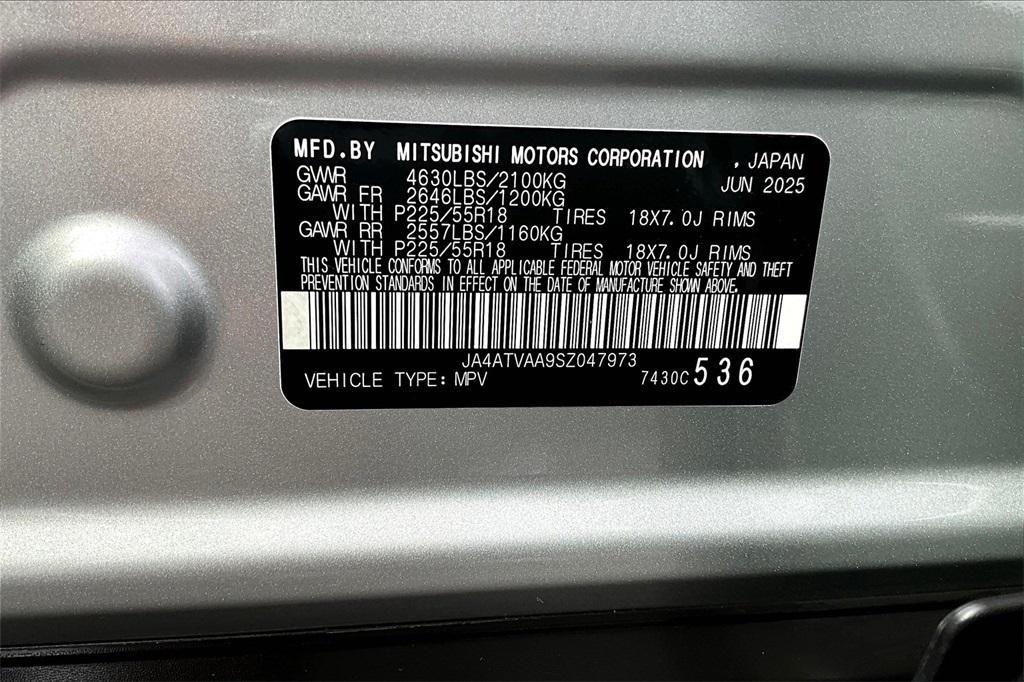 MFD.BY MITSUBISHI MOTORS CORPORATION , JAPAN
GVWR 4630LBS/2100KG JUN 2025
GAWR FR 2646LBS/1200KG
WITH P225/55R18 TIRES 18X7.0J RIMS
GAWR RR 2557LBS/1160KG
WITH P225/55R18 TIRES 18X7.0J RIMS
THIS VEHICLE CONFORMS TO ALL APPLICABLE FEDERAL MOTOR VEHICLE SAFETY AND THEFT
PREVENTION STANDARDS IN EFFECT ON THE DATE OF MANUFACTURE SHOWN ABOVE.
JA4ATVAA9SZ047973
VEHICLE TYPE: MPV 7430C 536